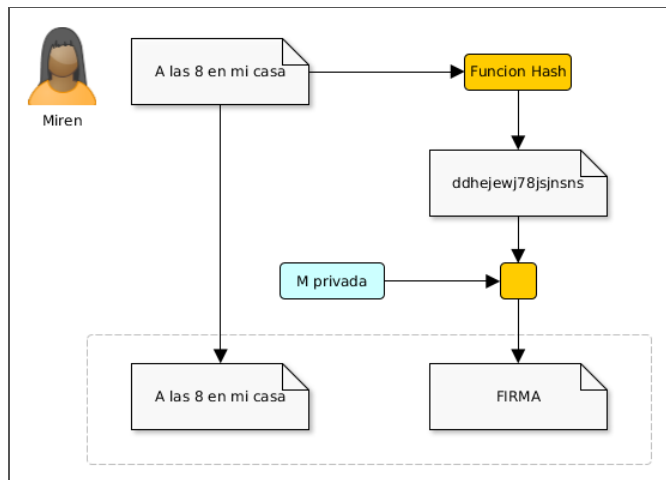 A las 8 en mi casa
Funcion Hash
Miren
ddhejewj78jsjnsns
M privada
A las 8 en mi casa
FIRMA